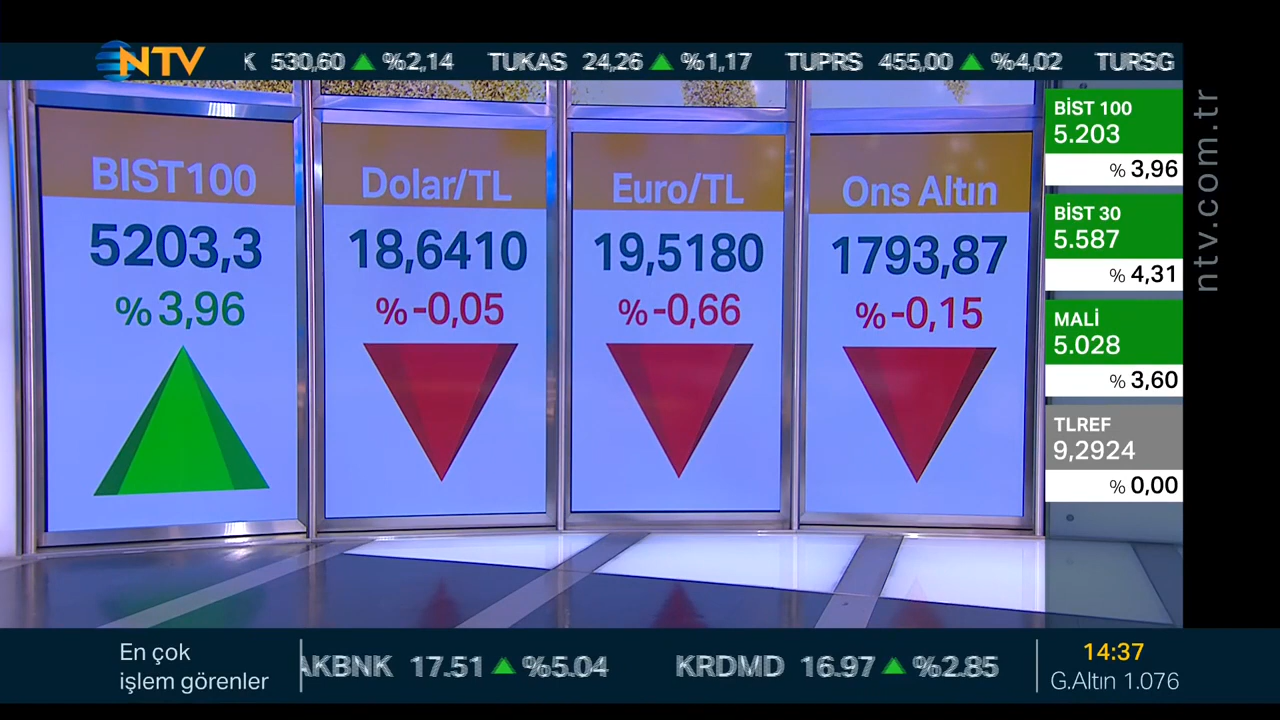 NTV
K 530,60 %2,14 TUKAS 24,26 %1,17 TUPRS 455,00 %4,02 TURSG
BIST100
5203,3
% 3,96
Dolar/TL
18,6410
% -0,05
Euro/TL
19,5180
% -0,66
Ons Altın
1793,87
% -0,15
BİST 100
5.203
% 3,96
BİST 30
5.587
% 4,31
MALİ
5.028
% 3,60
TLREF
9,2924
% 0,00
ntv.com.tr
En çok
işlem görenler
AKBNK 17.51 %5.04 KRDMD 16.97 %2.85
14:37
G.Altın 1.076